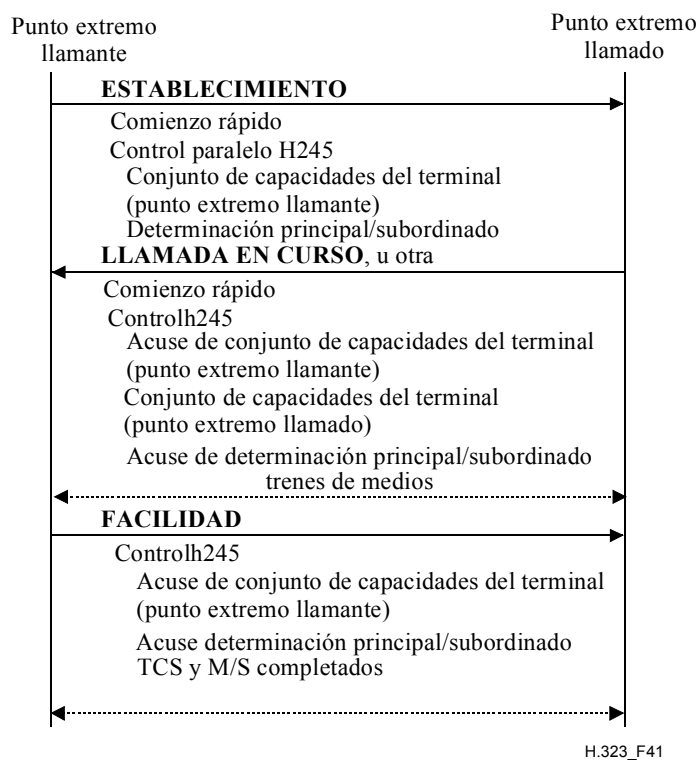 Punto extremo
llamante
Punto extremo
llamado
ESTABLECIMIENTO
Comienzo rápido
Control paralelo H245
Conjunto de capacidades del terminal
(punto extremo llamante)
Determinación principal/subordinado
LLAMADA EN CURSO, u otra
Comienzo rápido
Controlh245
Acuse de conjunto de capacidades del terminal
(punto extremo llamante)
Conjunto de capacidades del terminal
(punto extremo llamado)
Acuse de determinación principal/subordinado
trenes de medios
FACILIDAD
Controlh245
Acuse de conjunto de capacidades del terminal
(punto extremo llamante)
Acuse determinación principal/subordinado
TCS y M/S completados
H.323_F41